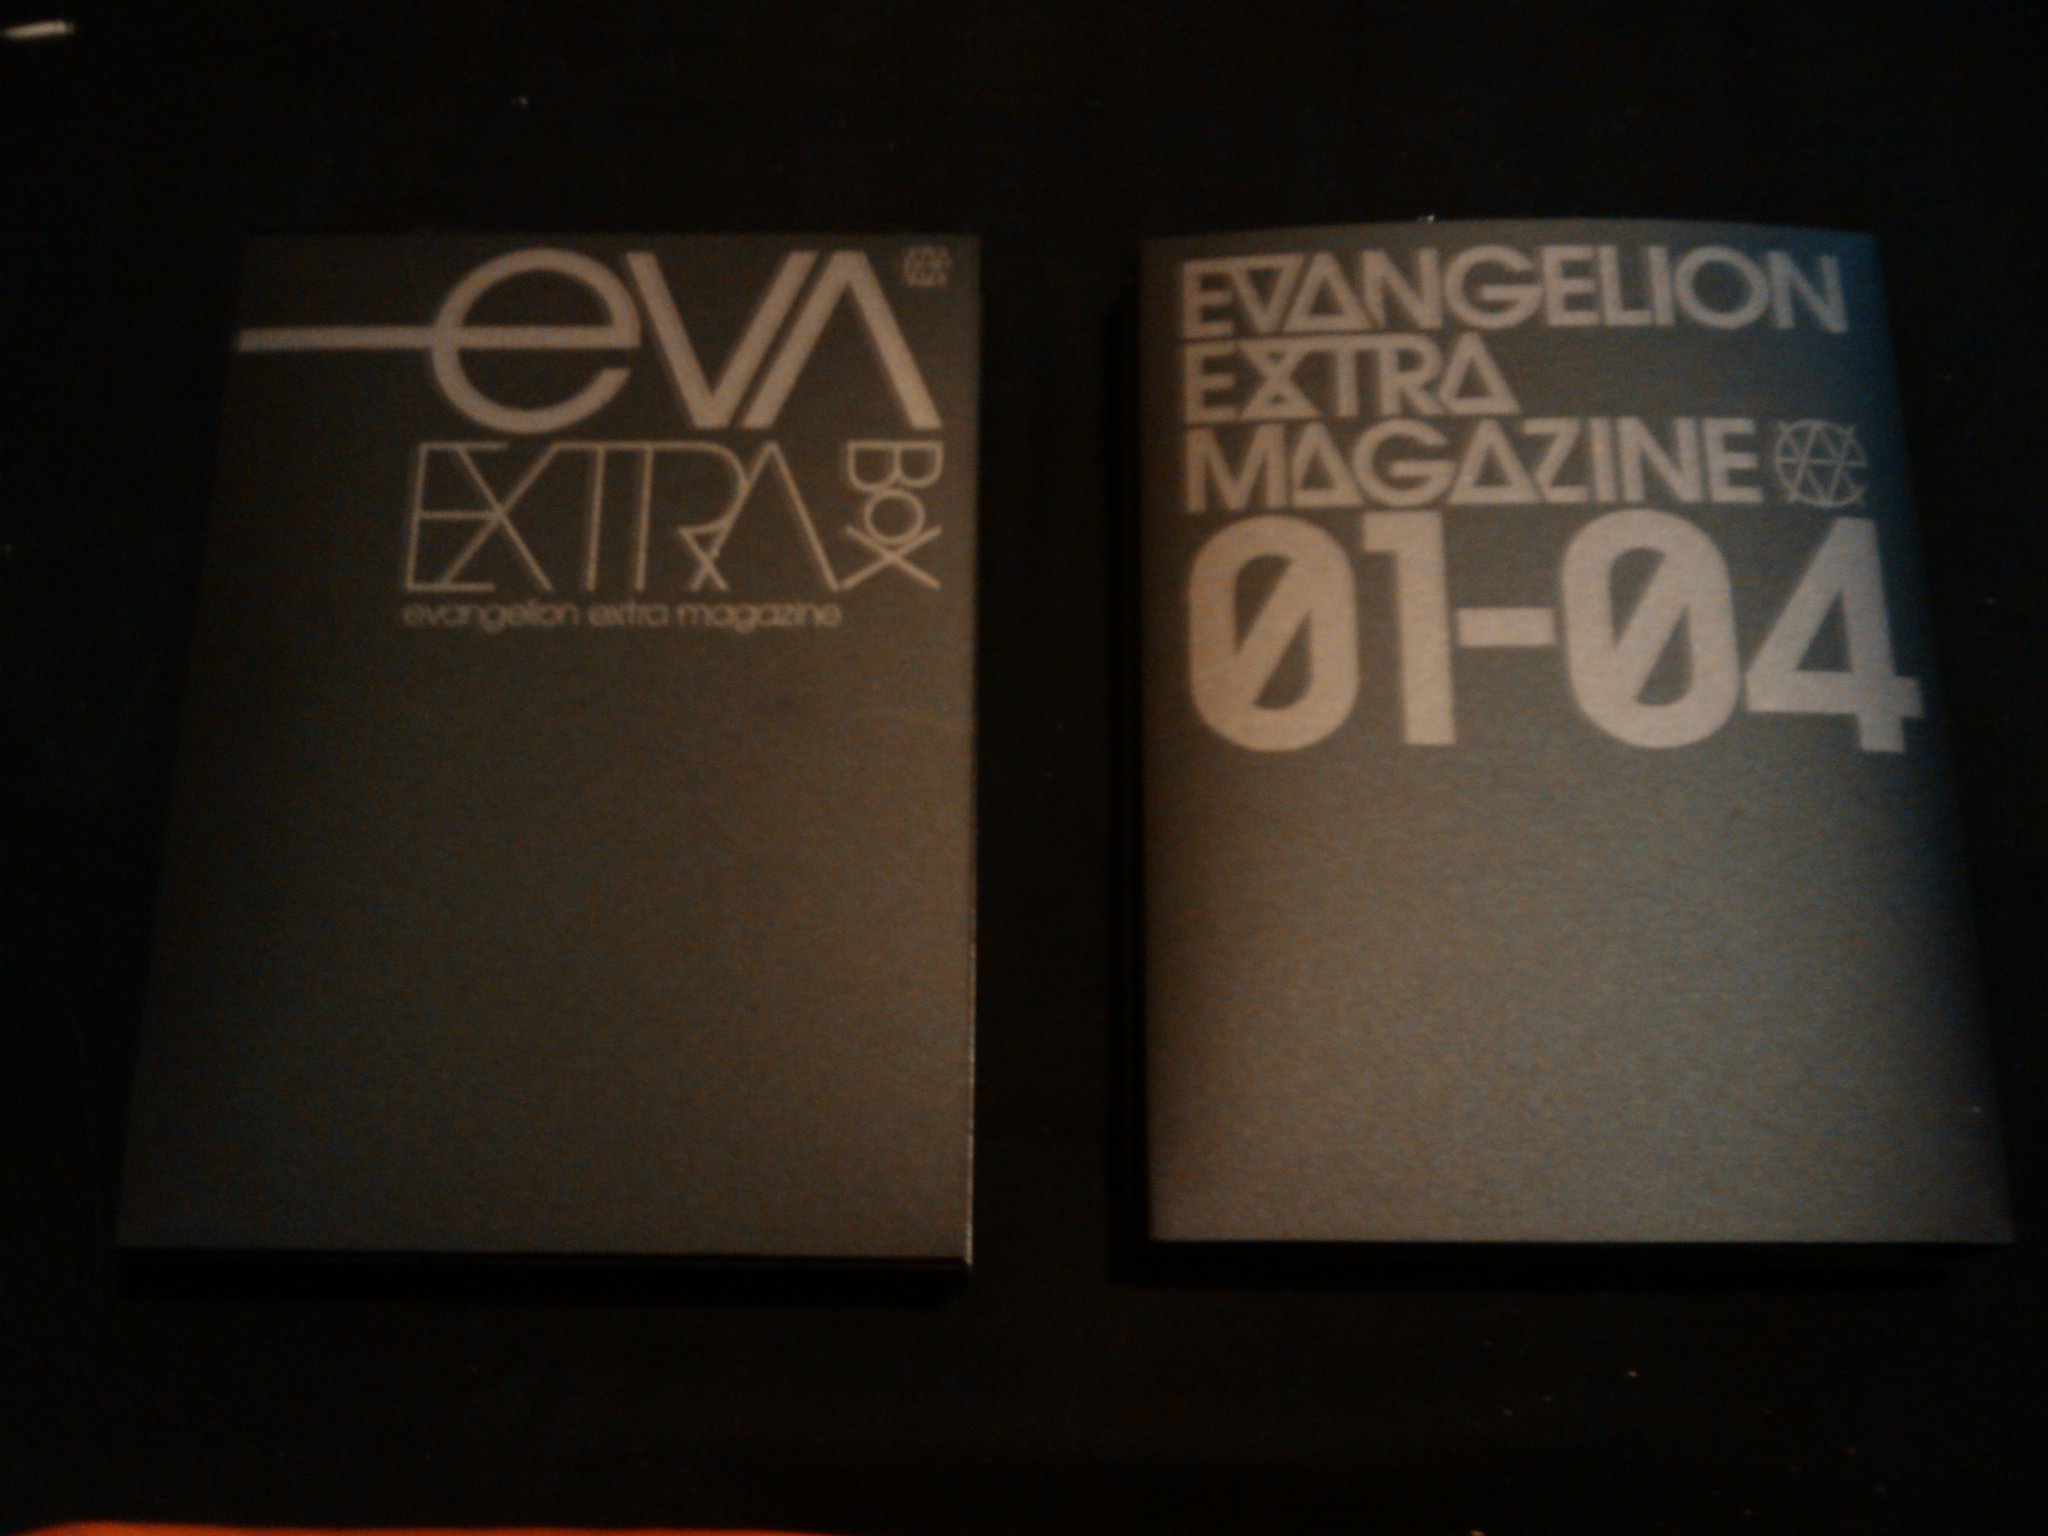 eVA
EXTRA BoX
evangelion extra magazine
EVANGELION
EXTRA
MAGAZINE
01-04